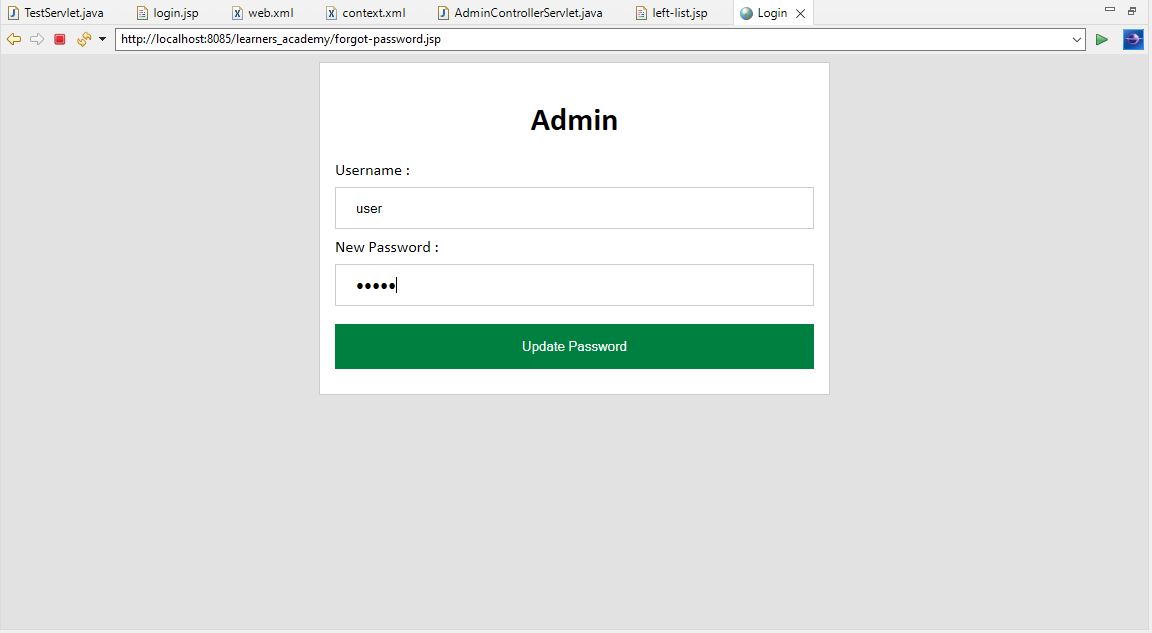 TestServlet.java login.jsp web.xml context.xml AdminControllerServlet.java left-list.jsp Login
http://localhost:8085/learners_academy/forgot-password.jsp
Admin
Username :
user
New Password :
•••••
Update Password